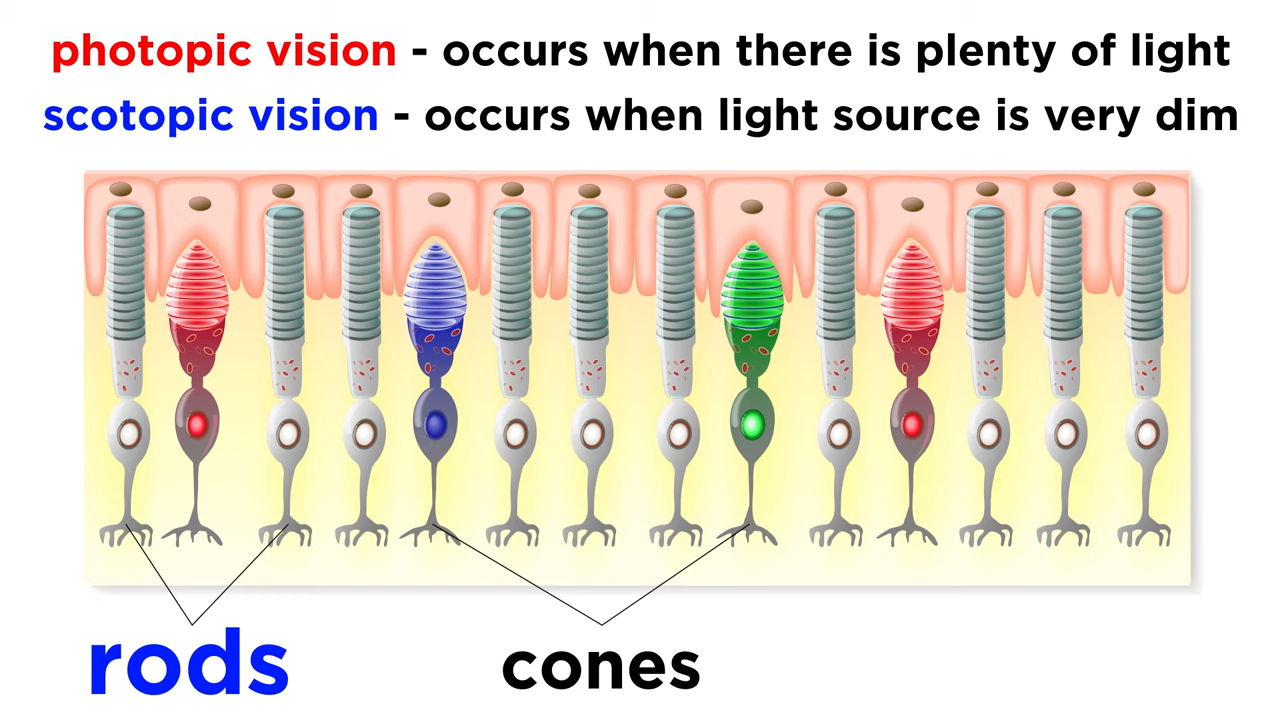 photopic vision - occurs when there is plenty of light
scotopic vision - occurs when light source is very dim
rods
cones